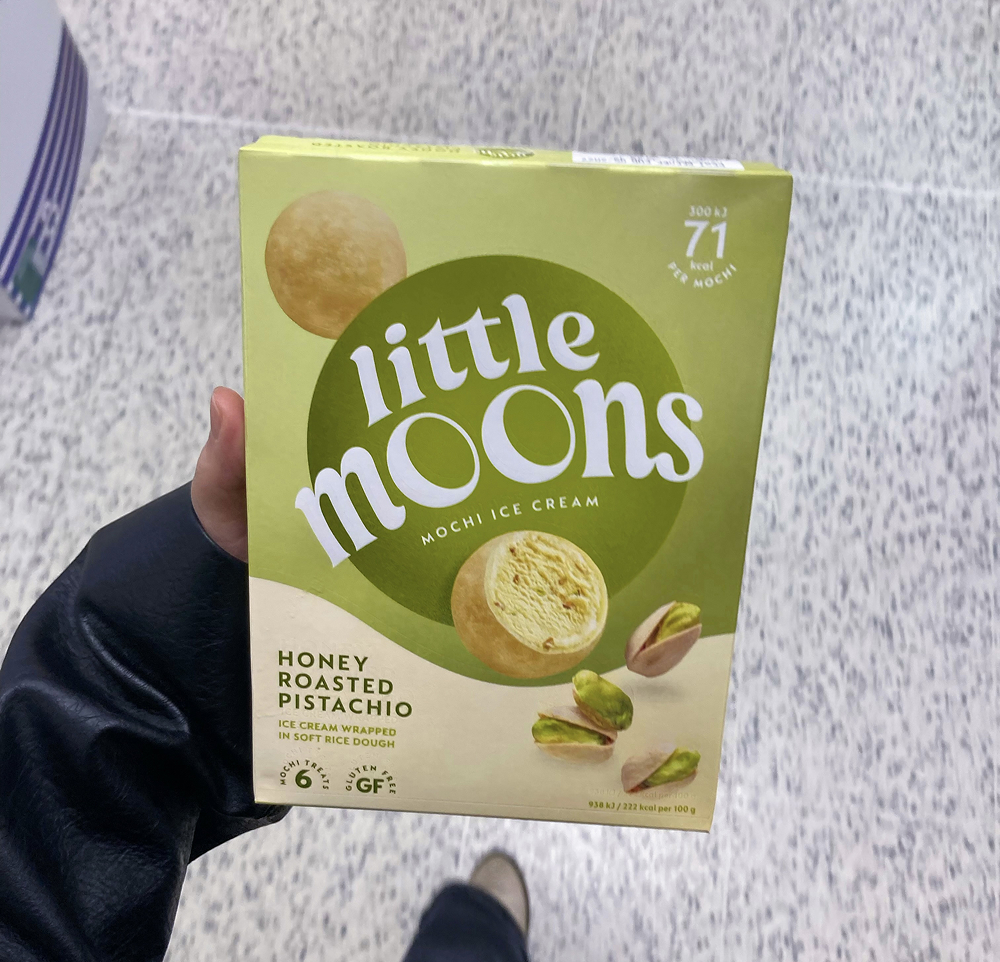 300 kJ
71
kcal
PER MOCHI
little
moons
MOCHI ICE CREAM
HONEY
ROASTED
PISTACHIO
ICE CREAM WRAPPED
IN SOFT RICE DOUGH
MOCHI TREATS
6
GLUTEN FREE
GF
938 kJ / 222 kcal per 100 g